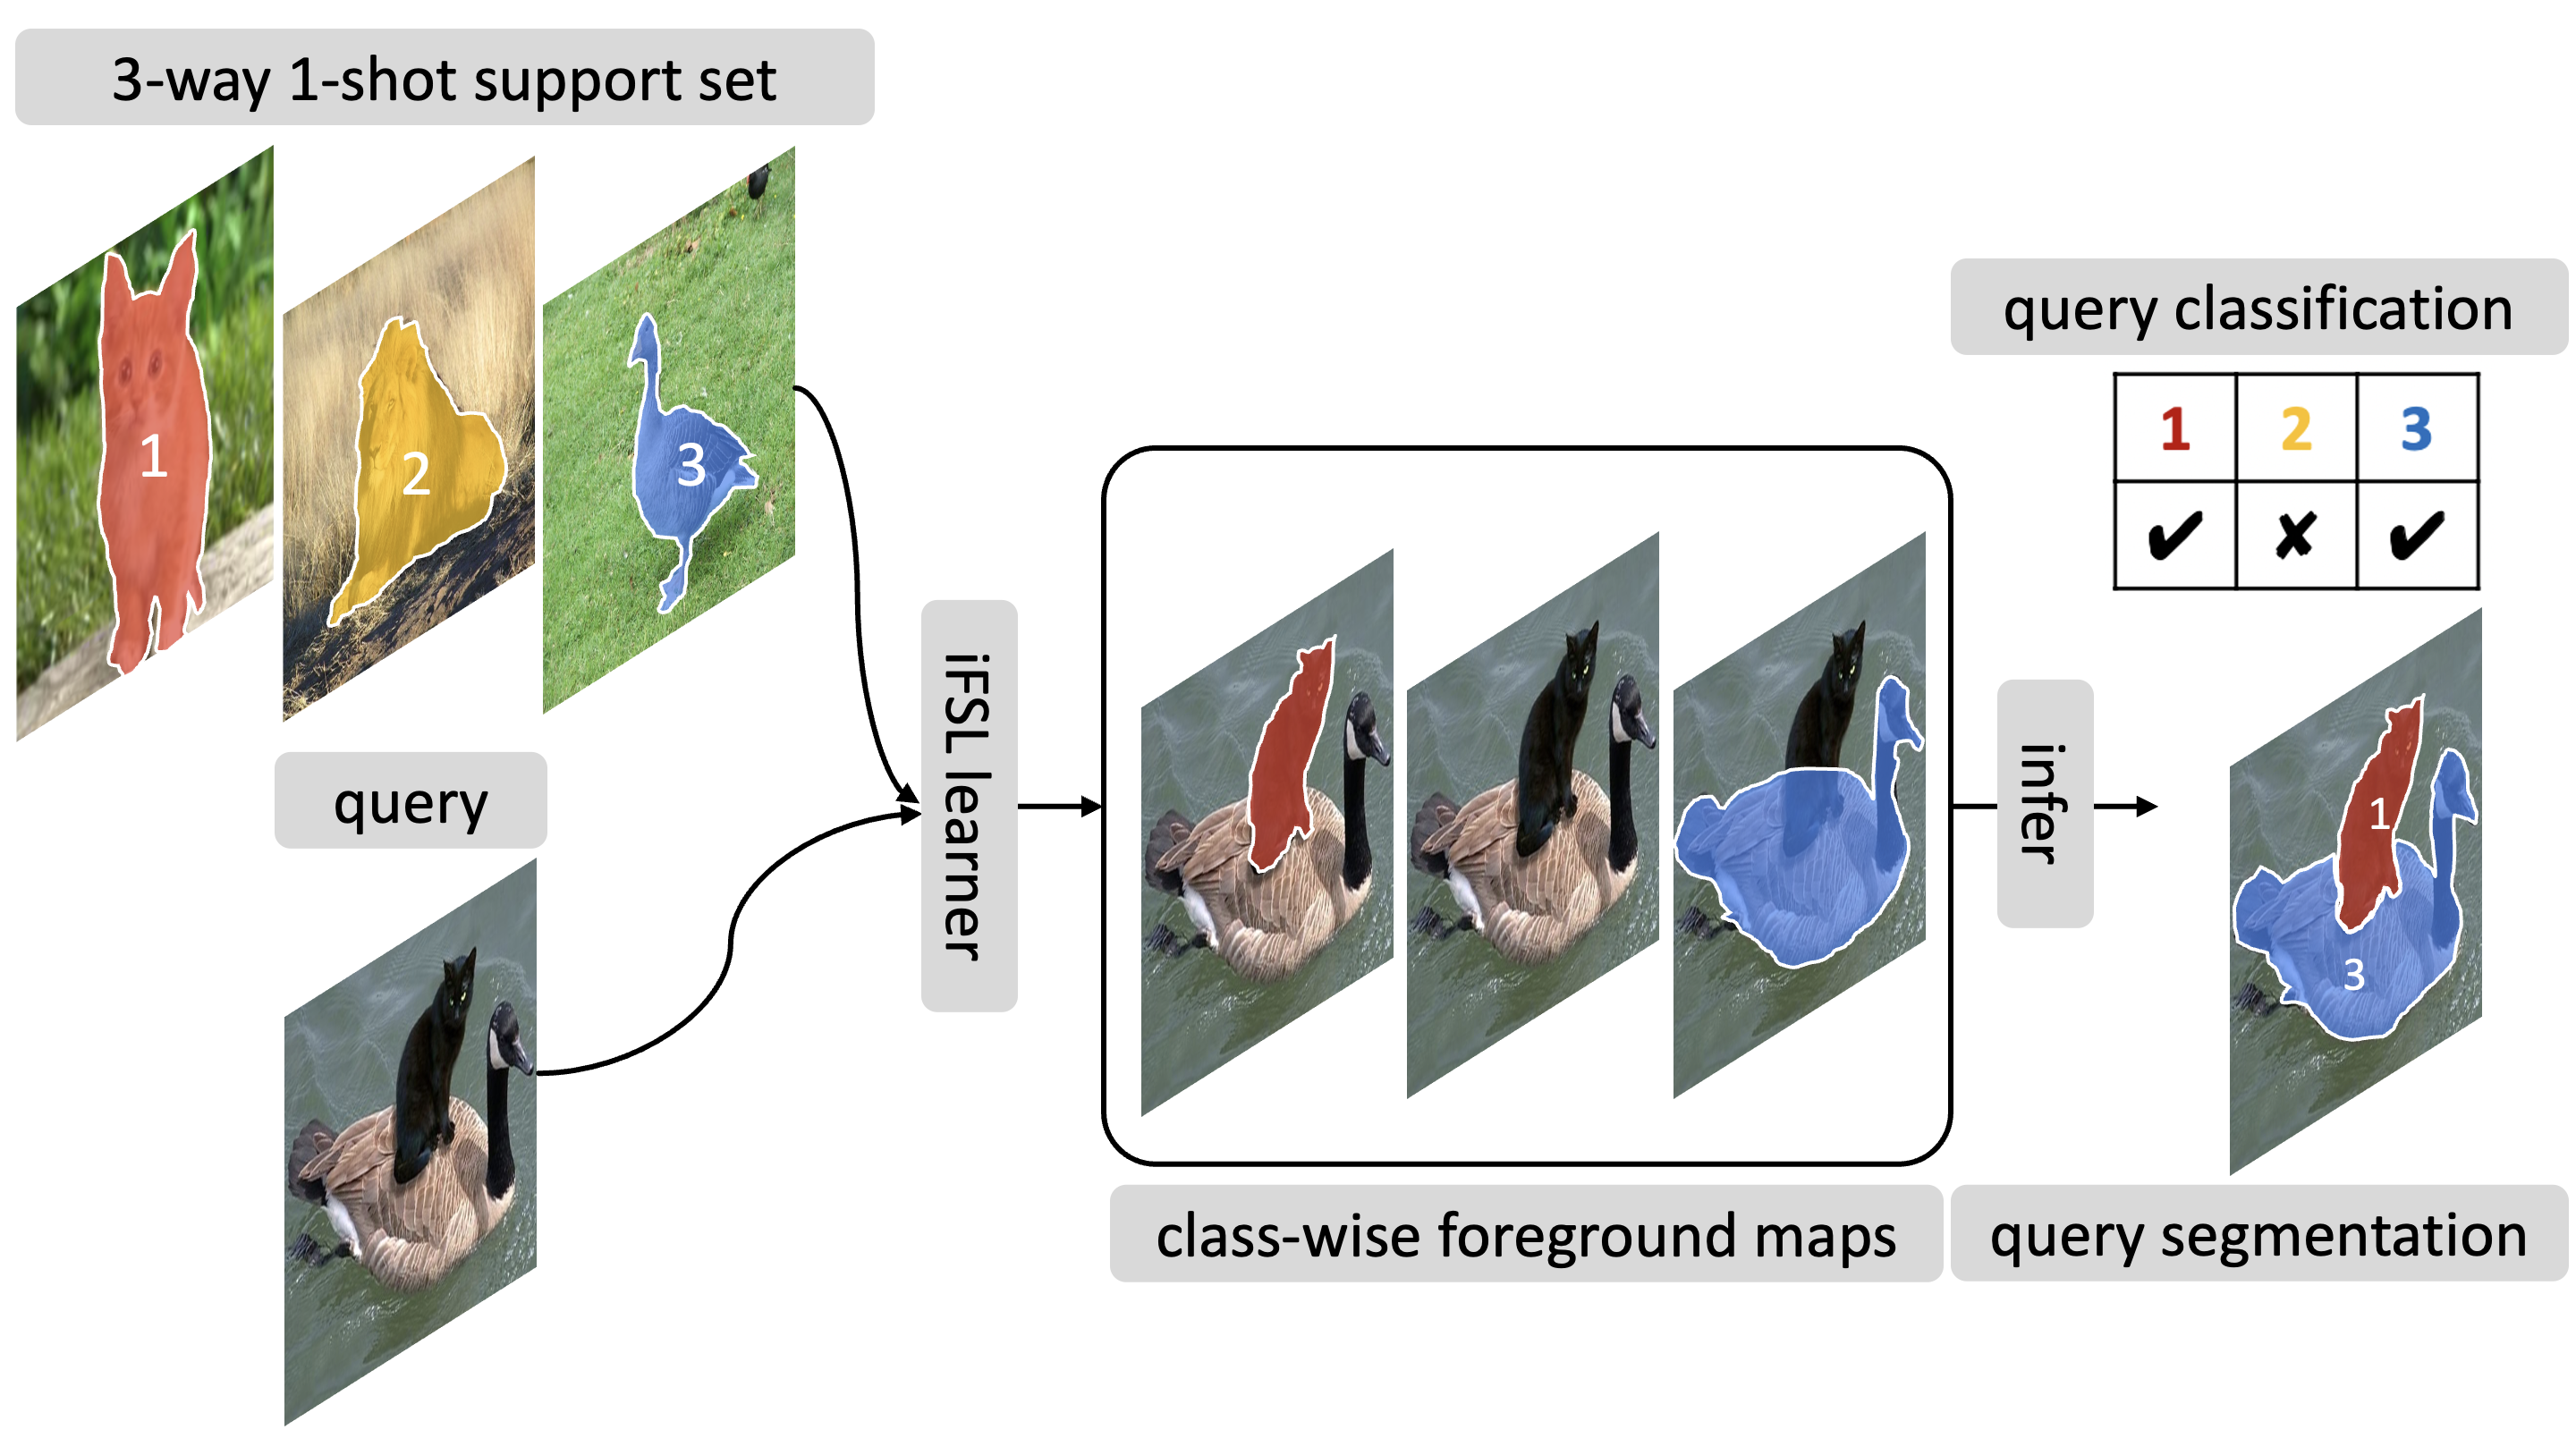 3-way 1-shot support set
1
2
3
query
iFSL learner
class-wise foreground maps
infer
query classification
1 2 3
✔ ✘ ✔
1
3
query segmentation